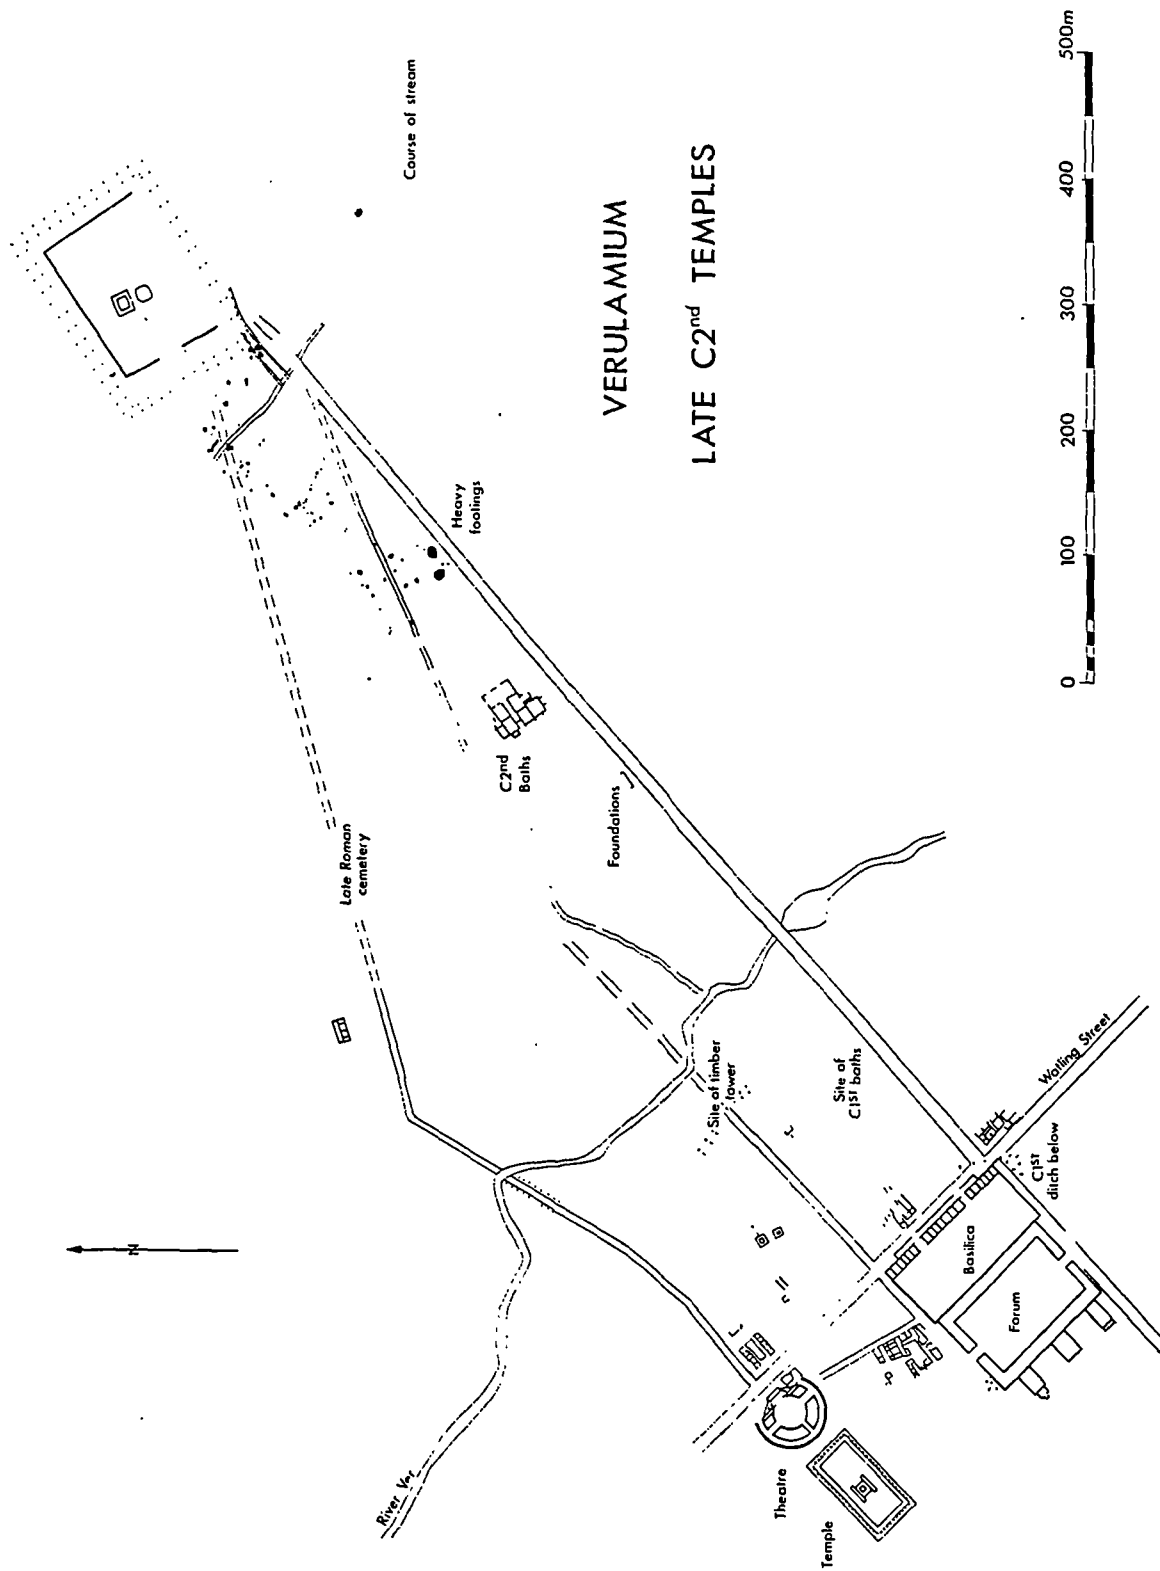 Course of stream
VERULAMIUM
LATE C2nd TEMPLES
0 100 200 300 400 500m
Heavy
footings
C2nd
Baths
Foundations
Late Roman
cemetery
N
River Ver
Site of timber
tower
Site of
C1ST baths
Watling Street
C1ST
ditch below
Basilica
Forum
Theatre
Temple